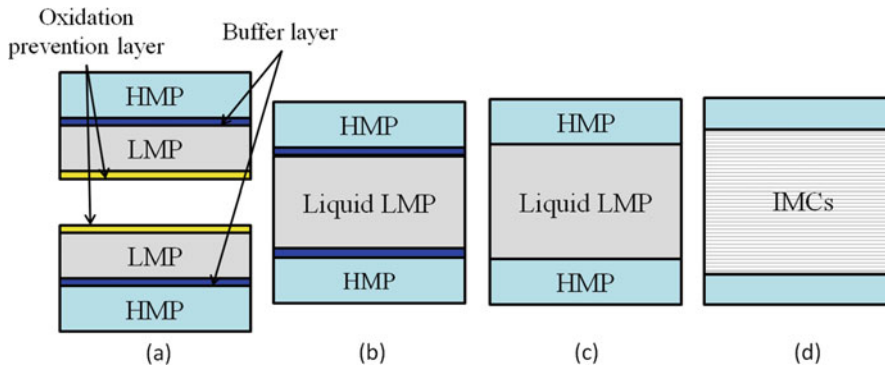 Oxidation
prevention layer
Buffer layer
HMP
LMP
LMP
HMP
(a)
HMP
Liquid LMP
HMP
(b)
HMP
Liquid LMP
HMP
(c)
IMCs
(d)